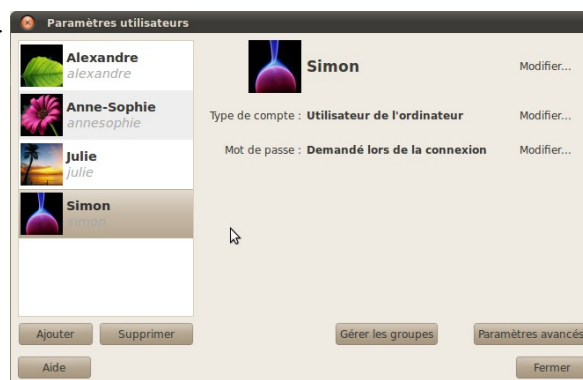 Paramètres utilisateurs
Alexandre
alexandre
Anne-Sophie
annesophie
Julie
julie
Simon
simon
Simon Modifier...
Type de compte : Utilisateur de l'ordinateur Modifier...
Mot de passe : Demandé lors de la connexion Modifier...
Ajouter Supprimer Gérer les groupes Paramètres avancés
Aide Fermer